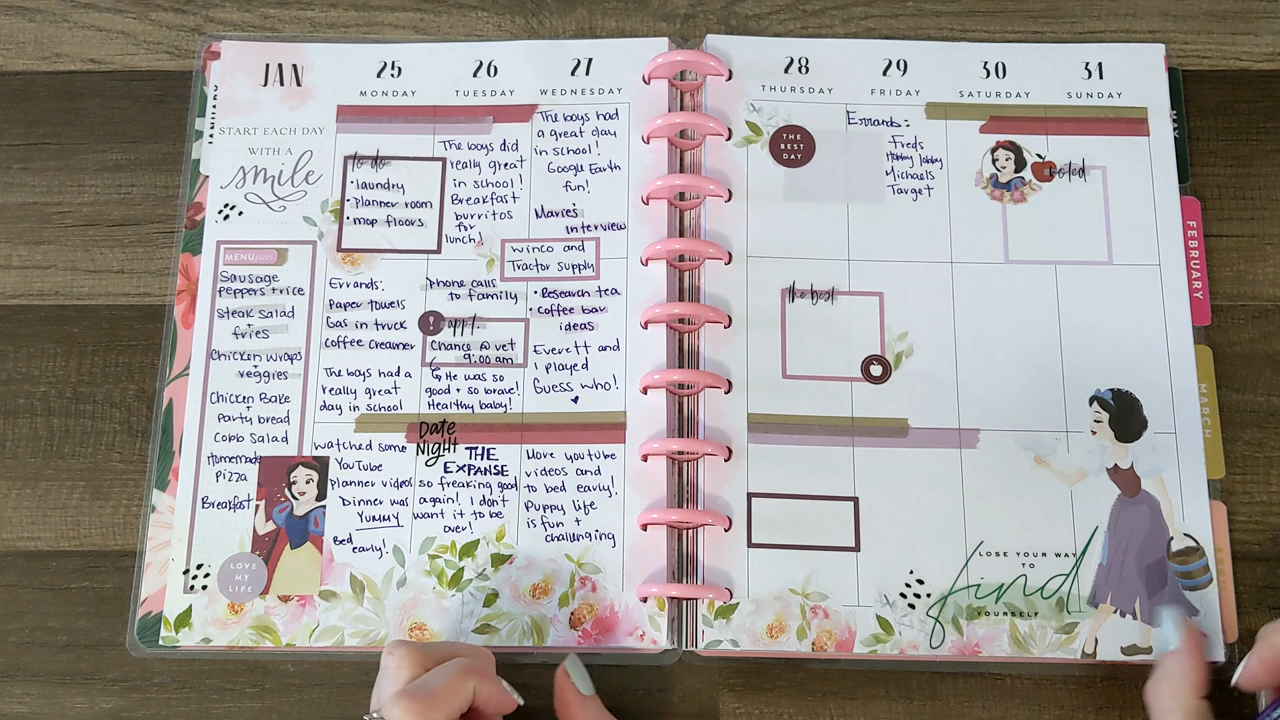 JAN
25
MONDAY
26
TUESDAY
27
WEDNESDAY
JANUARY
START EACH DAY
WITH A
smile
MENU plan
Sausage
peppers + rice
steak salad
+
fries
Chicken wraps
+
veggies
Chicken Bake
+
Party bread
Cobb Salad
Homemade
Pizza
Breakfast
LOVE
MY
LIFE
to do
• laundry
• planner room
• mop floors
Errands:
Paper towels
Gas in truck
coffee creamer
The boys had a
really great
day in school
watched some
YouTube
planner videos
Dinner was
YUMMY
Bed
early!
The boys did
really great
in school!
Breakfast
burritos
for
lunch!
Phone calls
to family
! appt.
Chance @ vet
9:00 am
He was so
good + so brave!
Healthy baby!
Date
Night
THE
EXPANSE
so freaking good
again! I don't
want it to be
over!
The boys had
a great day
in school!
Google Earth
fun!
Maries
interview
winco and
Tractor supply
• Research tea
• coffee bar
ideas
Everett and
I played
Guess who!
Move youtube
videos and
to bed early!
Puppy life
is fun +
challenging
28
THURSDAY
29
FRIDAY
30
SATURDAY
31
SUNDAY
THE
BEST
DAY
the best
Errands:
Freds
Hobby lobby
Michaels
Target
noted
LOSE YOUR WAY
TO
find
YOURSELF
FEBRUARY
MARCH